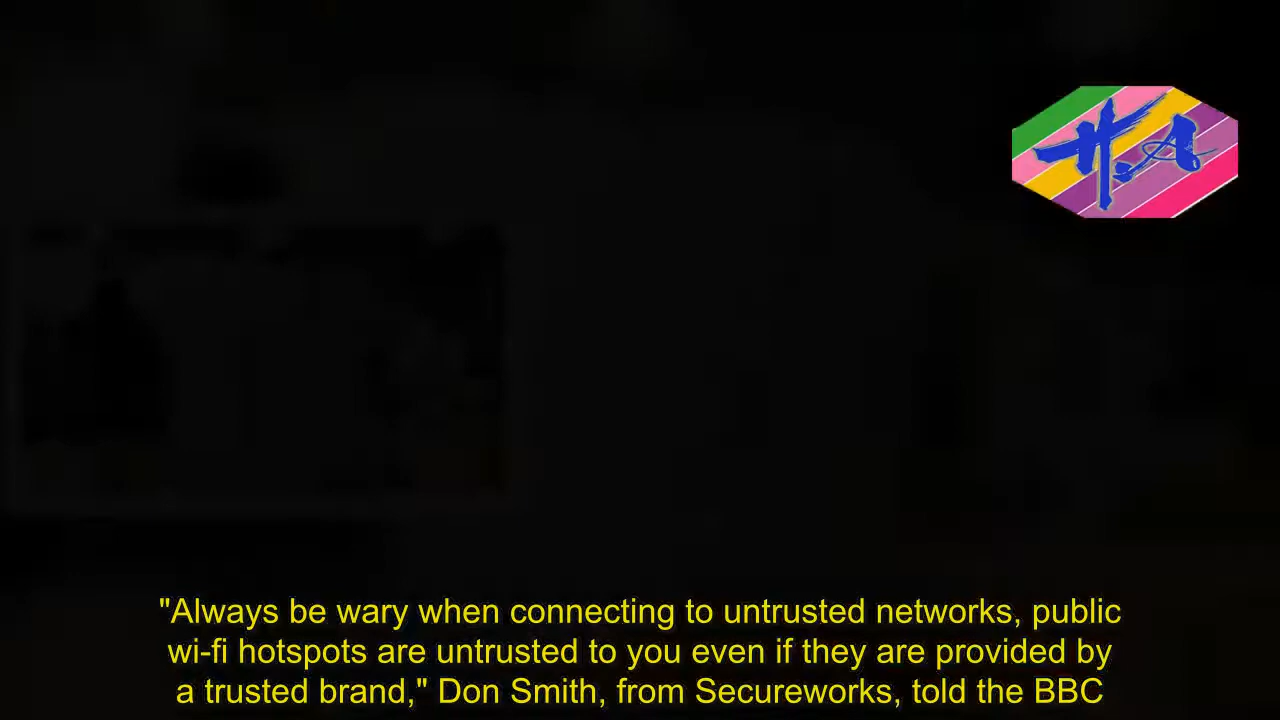 H.A
"Always be wary when connecting to untrusted networks, public
wi-fi hotspots are untrusted to you even if they are provided by
a trusted brand," Don Smith, from Secureworks, told the BBC